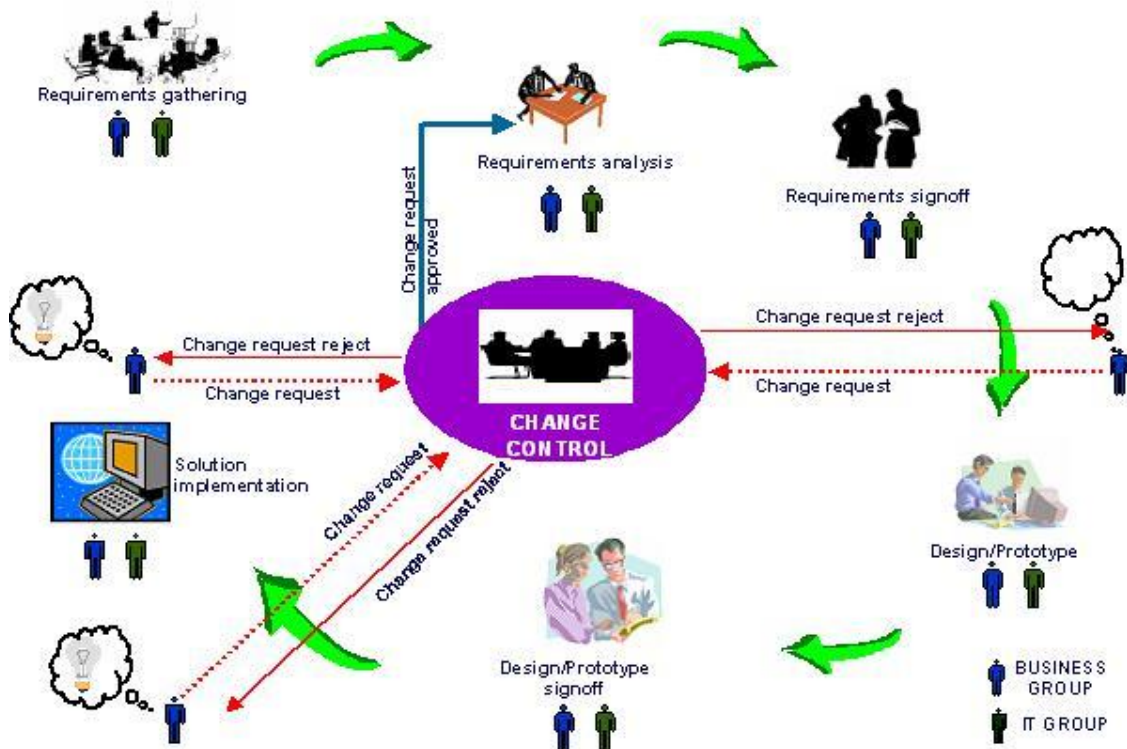 Requirements gathering
Requirements analysis
Requirements signoff
Change request
approved
Change request reject
Change request
Change request reject
Change request
CHANGE
CONTROL
Solution
implementation
Change request
Change request reject
Design/Prototype
Design/Prototype
signoff
BUSINESS
GROUP
IT GROUP